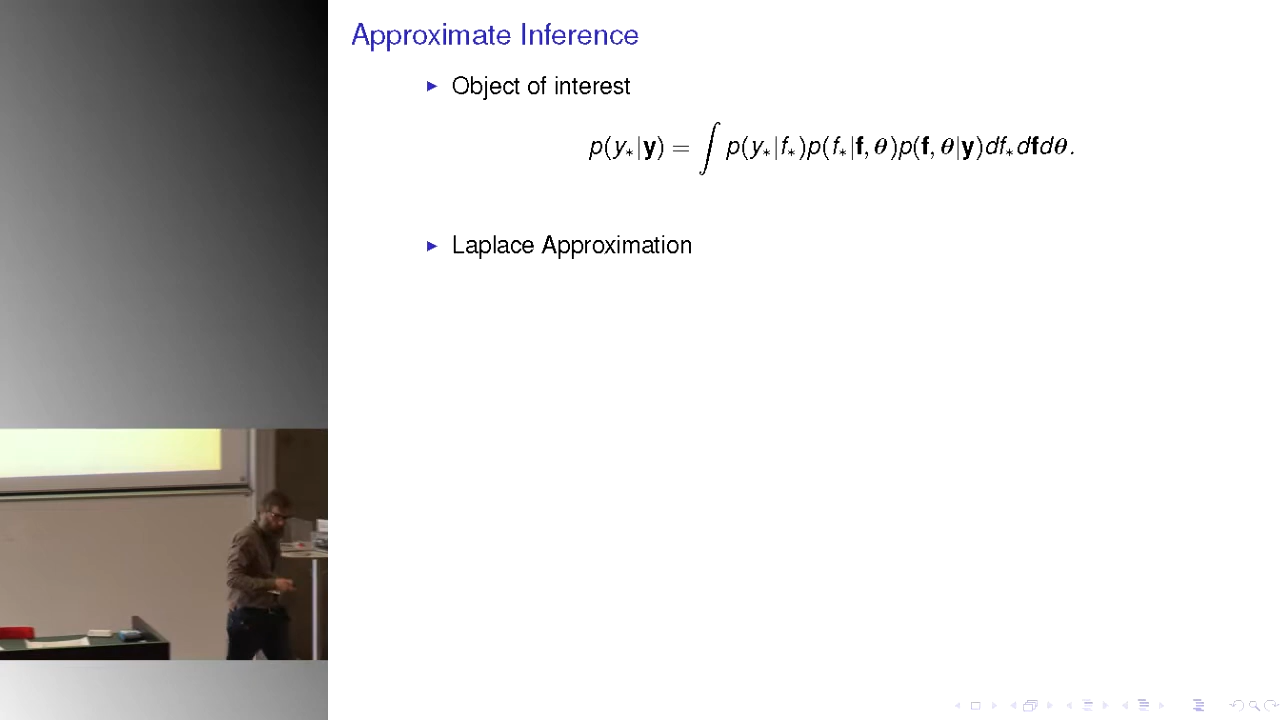 Approximate Inference
▶ Object of interest
p(y∗|𝐲) = ∫ p(y∗|f∗)p(f∗|𝐟, θ)p(𝐟, θ|𝐲)df∗d𝐟dθ.
▶ Laplace Approximation